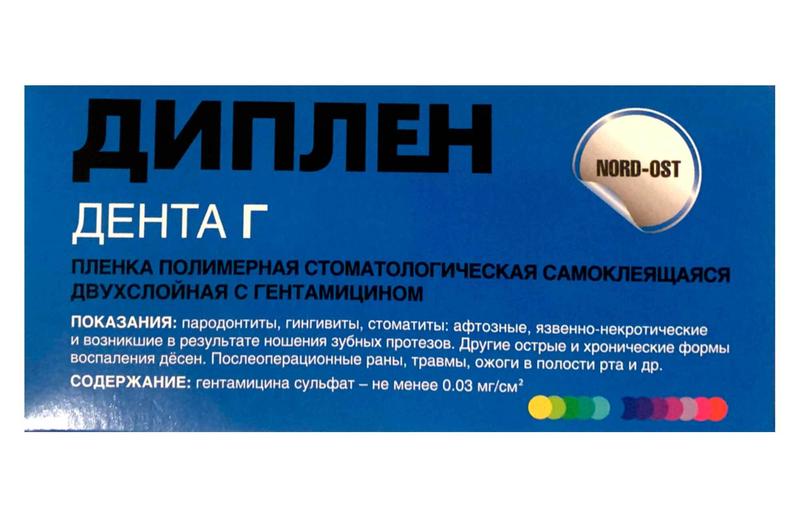 ДИПЛЕН
NORD-OST
ДЕНТА Г
ПЛЕНКА ПОЛИМЕРНАЯ СТОМАТОЛОГИЧЕСКАЯ САМОКЛЕЯЩАЯСЯ
ДВУХСЛОЙНАЯ С ГЕНТАМИЦИНОМ
ПОКАЗАНИЯ: пародонтиты, гингивиты, стоматиты: афтозные, язвенно-некротические
и возникшие в результате ношения зубных протезов. Другие острые и хронические формы
воспаления дёсен. Послеоперационные раны, травмы, ожоги в полости рта и др.
СОДЕРЖАНИЕ: гентамицина сульфат – не менее 0.03 мг/см²